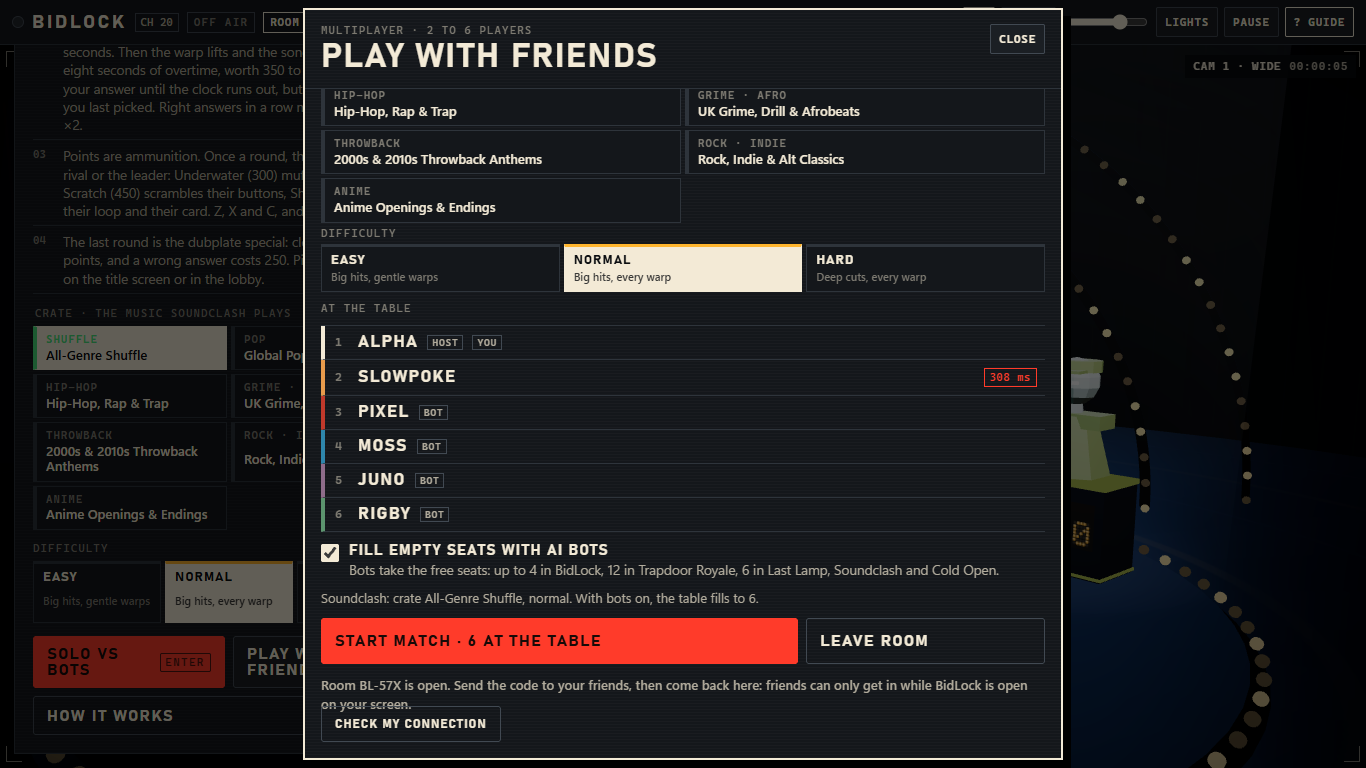 BIDLOCK CH 20 OFF AIR ROOM
LIGHTS PAUSE ? GUIDE
CAM 1 · WIDE 00:00:05
seconds. Then the warp lifts and the son
eight seconds of overtime, worth 350 to
your answer until the clock runs out, but
you last picked. Right answers in a row m
×2.
03 Points are ammunition. Once a round, th
rival or the leader: Underwater (300) mut
Scratch (450) scrambles their buttons, Sh
their loop and their card. Z, X and C, and
04 The last round is the dubplate special: cl
points, and a wrong answer costs 250. Pi
on the title screen or in the lobby.
CRATE · THE MUSIC SOUNDCLASH PLAYS
SHUFFLE
All-Genre Shuffle
POP
Global Pop
HIP-HOP
Hip-Hop, Rap & Trap
GRIME ·
UK Grime,
THROWBACK
2000s & 2010s Throwback
Anthems
ROCK · I
Rock, Indi
ANIME
Anime Openings & Endings
DIFFICULTY
EASY
Big hits, gentle warps
NORMAL
Big hits, every warp
SOLO VS
BOTS
ENTER
PLAY W
FRIEN
HOW IT WORKS
MULTIPLAYER · 2 TO 6 PLAYERS
PLAY WITH FRIENDS
CLOSE
HIP-HOP
Hip-Hop, Rap & Trap
GRIME · AFRO
UK Grime, Drill & Afrobeats
THROWBACK
2000s & 2010s Throwback Anthems
ROCK · INDIE
Rock, Indie & Alt Classics
ANIME
Anime Openings & Endings
DIFFICULTY
EASY
Big hits, gentle warps
NORMAL
Big hits, every warp
HARD
Deep cuts, every warp
AT THE TABLE
1 ALPHA HOST YOU
2 SLOWPOKE 308 ms
3 PIXEL BOT
4 MOSS BOT
5 JUNO BOT
6 RIGBY BOT
FILL EMPTY SEATS WITH AI BOTS
Bots take the free seats: up to 4 in BidLock, 12 in Trapdoor Royale, 6 in Last Lamp, Soundclash and Cold Open.
Soundclash: crate All-Genre Shuffle, normal. With bots on, the table fills to 6.
START MATCH · 6 AT THE TABLE
LEAVE ROOM
Room BL-57X is open. Send the code to your friends, then come back here: friends can only get in while BidLock is open
on your screen.
CHECK MY CONNECTION
0